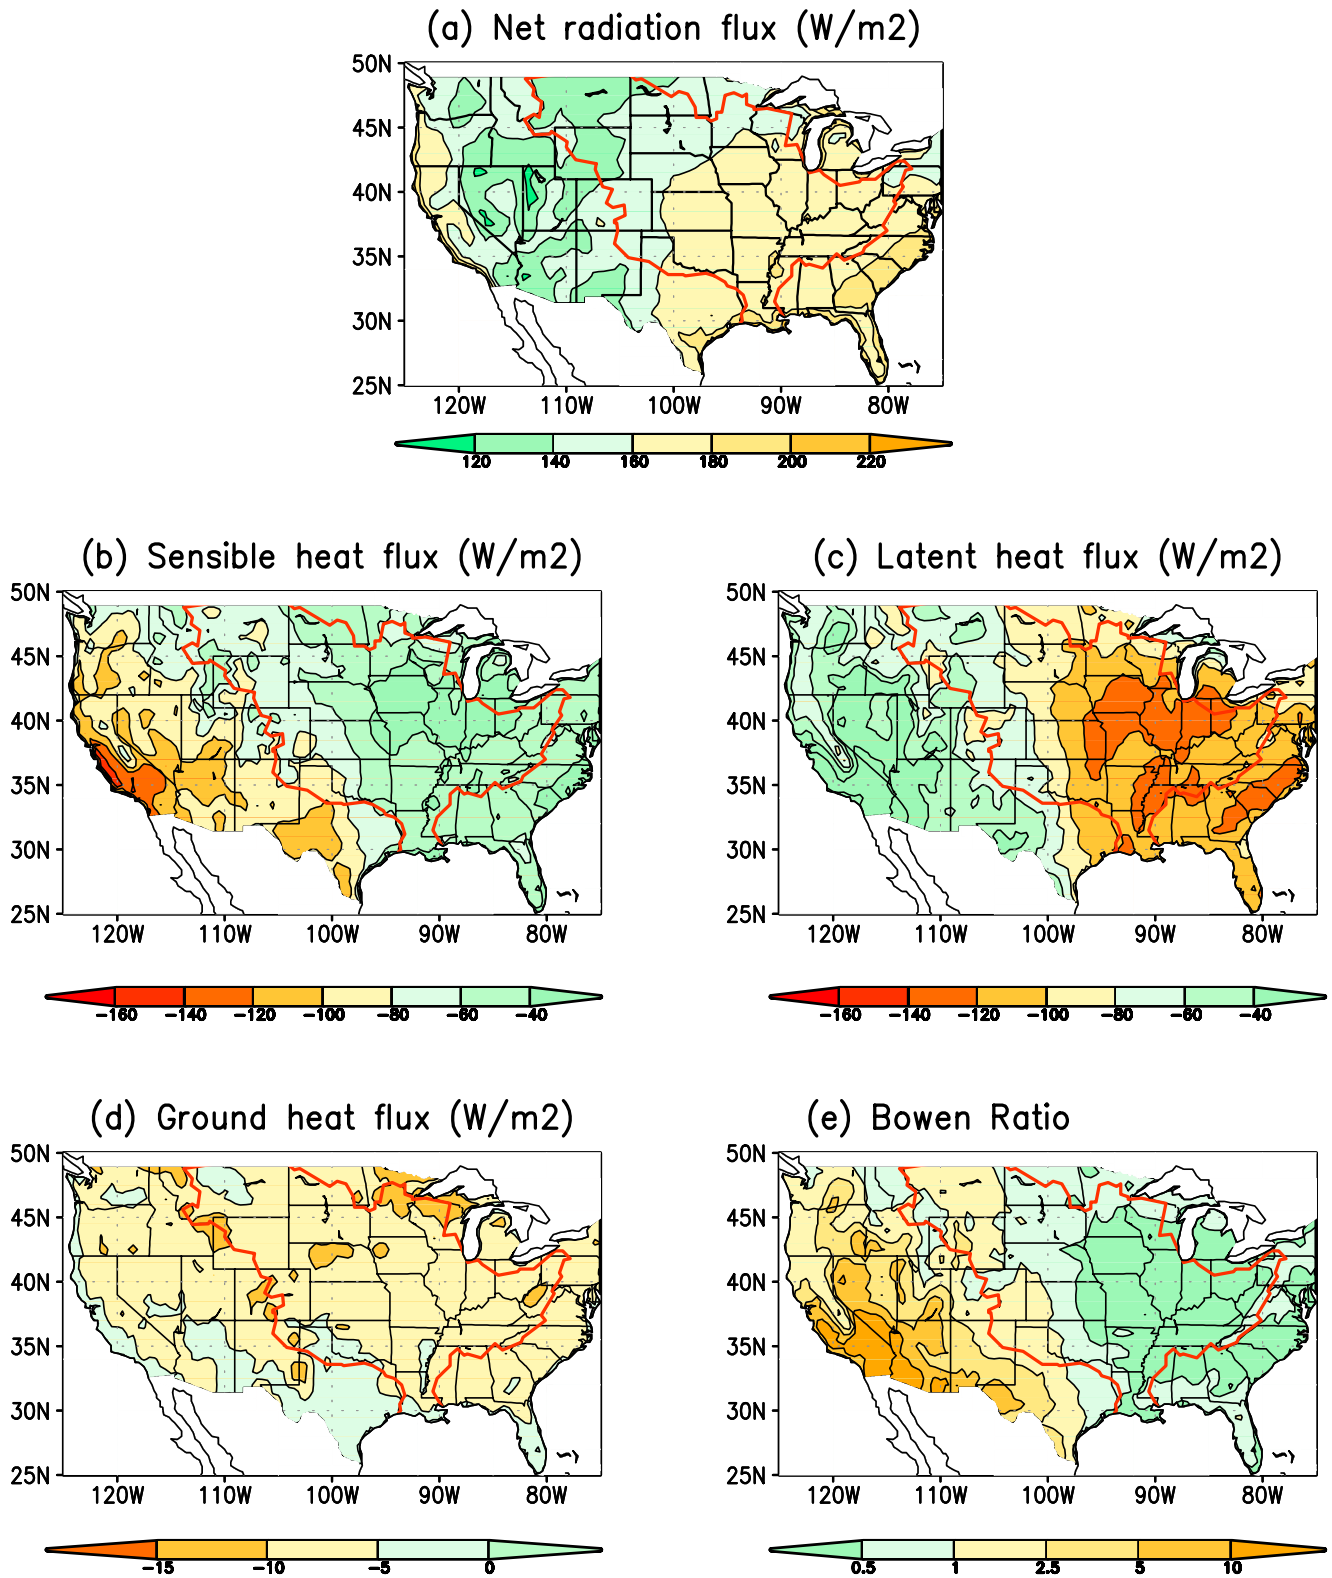 (a) Net radiation flux (W/m2)
50N
45N
40N
35N
30N
25N
120W 110W 100W 90W 80W
120 140 160 180 200 220
(b) Sensible heat flux (W/m2)
50N
45N
40N
35N
30N
25N
120W 110W 100W 90W 80W
−160 −140 −120 −100 −80 −60 −40
(c) Latent heat flux (W/m2)
50N
45N
40N
35N
30N
25N
120W 110W 100W 90W 80W
−160 −140 −120 −100 −80 −60 −40
(d) Ground heat flux (W/m2)
50N
45N
40N
35N
30N
25N
120W 110W 100W 90W 80W
−15 −10 −5 0
(e) Bowen Ratio
50N
45N
40N
35N
30N
25N
120W 110W 100W 90W 80W
0.5 1 2.5 5 10